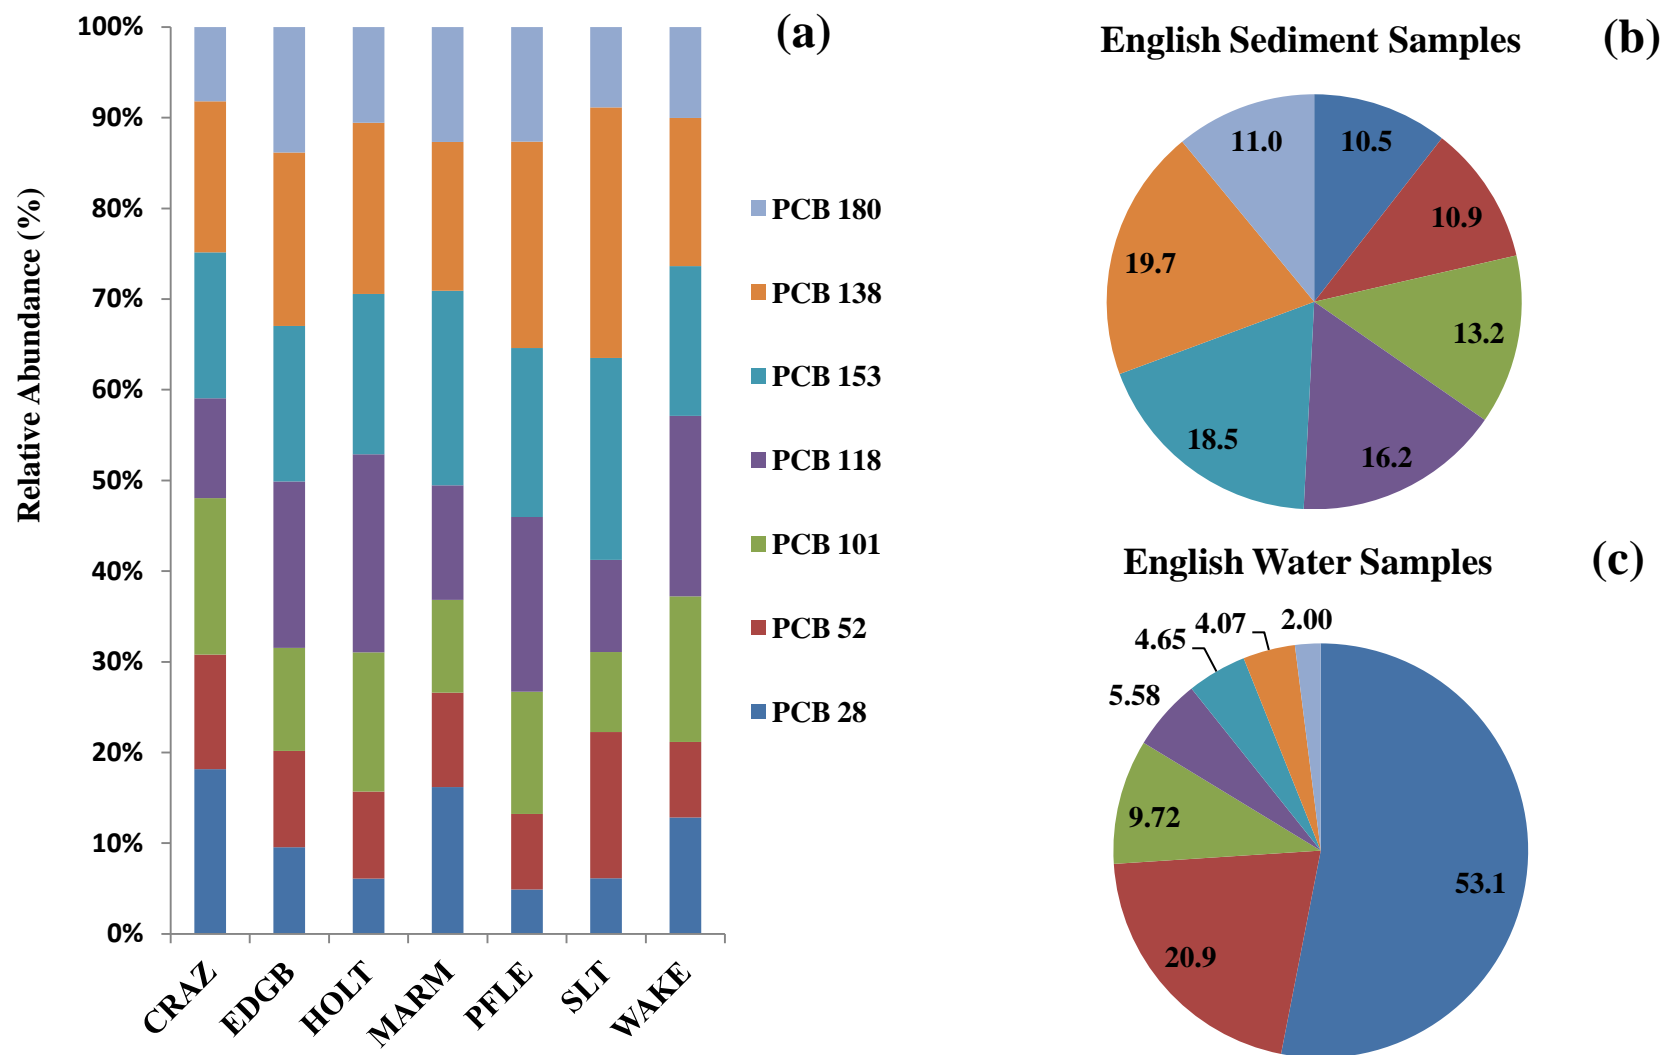 100%
90%
80%
70%
60%
50%
40%
30%
20%
10%
0%
Relative Abundance (%)
CRAZ
EDGB
HOLT
MARM
PFLE
SLT
WAKE
(a)
PCB 180
PCB 138
PCB 153
PCB 118
PCB 101
PCB 52
PCB 28
English Sediment Samples
(b)
10.5
10.9
13.2
16.2
18.5
19.7
11.0
English Water Samples
(c)
53.1
20.9
9.72
5.58
4.65
4.07
2.00